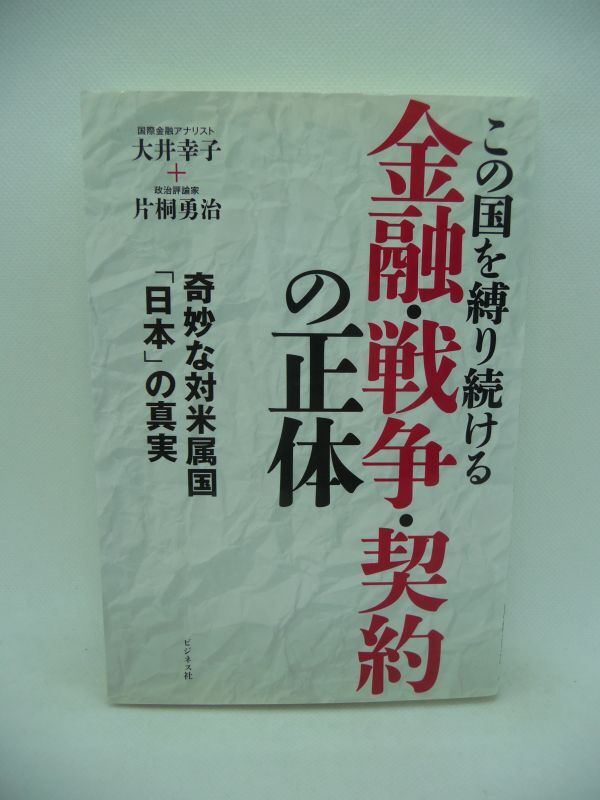 この国を縛り続ける
金融・戦争・契約
の正体
奇妙な対米属国
「日本」の真実
国際金融アナリスト
大井幸子
＋
政治評論家
片桐勇治
ビジネス社